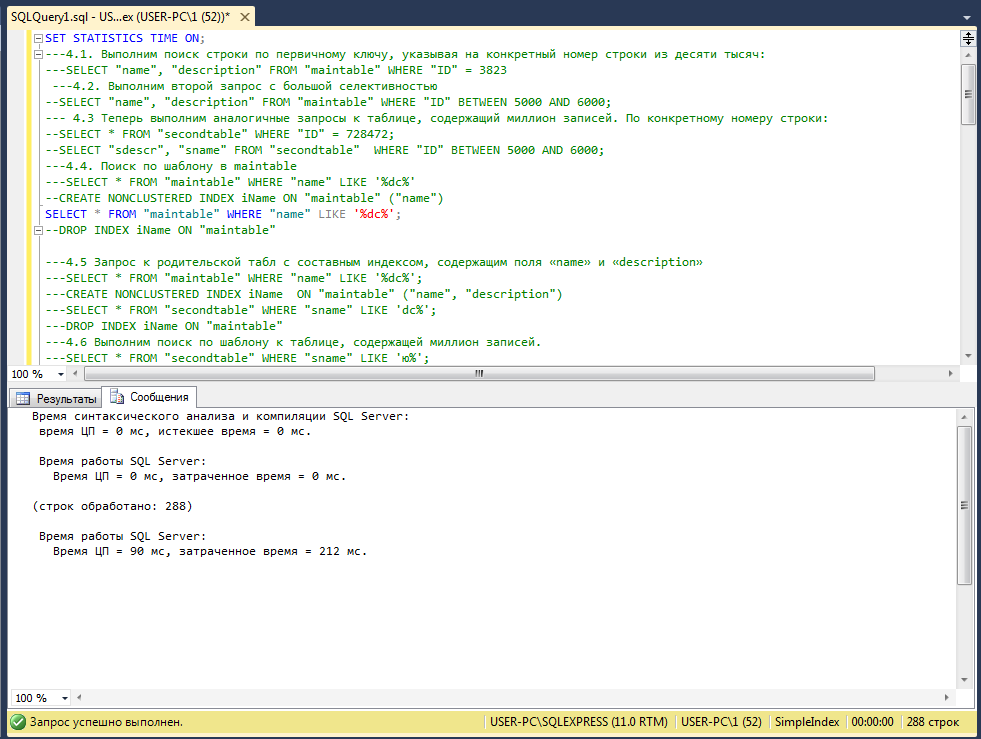 SQLQuery1.sql - US...ex (USER-PC\1 (52))*
SET STATISTICS TIME ON;
---4.1. Выполним поиск строки по первичному ключу, указывая на конкретный номер строки из десяти тысяч:
---SELECT "name", "description" FROM "maintable" WHERE "ID" = 3823
---4.2. Выполним второй запрос с большой селективностью
--SELECT "name", "description" FROM "maintable" WHERE "ID" BETWEEN 5000 AND 6000;
--- 4.3 Теперь выполним аналогичные запросы к таблице, содержащий миллион записей. По конкретному номеру строки:
--SELECT * FROM "secondtable" WHERE "ID" = 728472;
--SELECT "sdescr", "sname" FROM "secondtable"  WHERE "ID" BETWEEN 5000 AND 6000;
---4.4. Поиск по шаблону в maintable
---SELECT * FROM "maintable" WHERE "name" LIKE '%dc%'
--CREATE NONCLUSTERED INDEX iName ON "maintable" ("name")
SELECT * FROM "maintable" WHERE "name" LIKE '%dc%';
--DROP INDEX iName ON "maintable"
---4.5 Запрос к родительской табл с составным индексом, содержащим поля «name» и «description»
---SELECT * FROM "maintable" WHERE "name" LIKE '%dc%';
---CREATE NONCLUSTERED INDEX iName  ON "maintable" ("name", "description")
---SELECT * FROM "secondtable" WHERE "sname" LIKE 'dc%';
---DROP INDEX iName ON "maintable"
---4.6 Выполним поиск по шаблону к таблице, содержащей миллион записей.
---SELECT * FROM "secondtable" WHERE "sname" LIKE 'ю%';
100 %
Результаты
Сообщения
Время синтаксического анализа и компиляции SQL Server:
время ЦП = 0 мс, истекшее время = 0 мс.
Время работы SQL Server:
Время ЦП = 0 мс, затраченное время = 0 мс.
(строк обработано: 288)
Время работы SQL Server:
Время ЦП = 90 мс, затраченное время = 212 мс.
100 %
Запрос успешно выполнен.
USER-PC\SQLEXPRESS (11.0 RTM)
USER-PC\1 (52)
SimpleIndex
00:00:00
288 строк